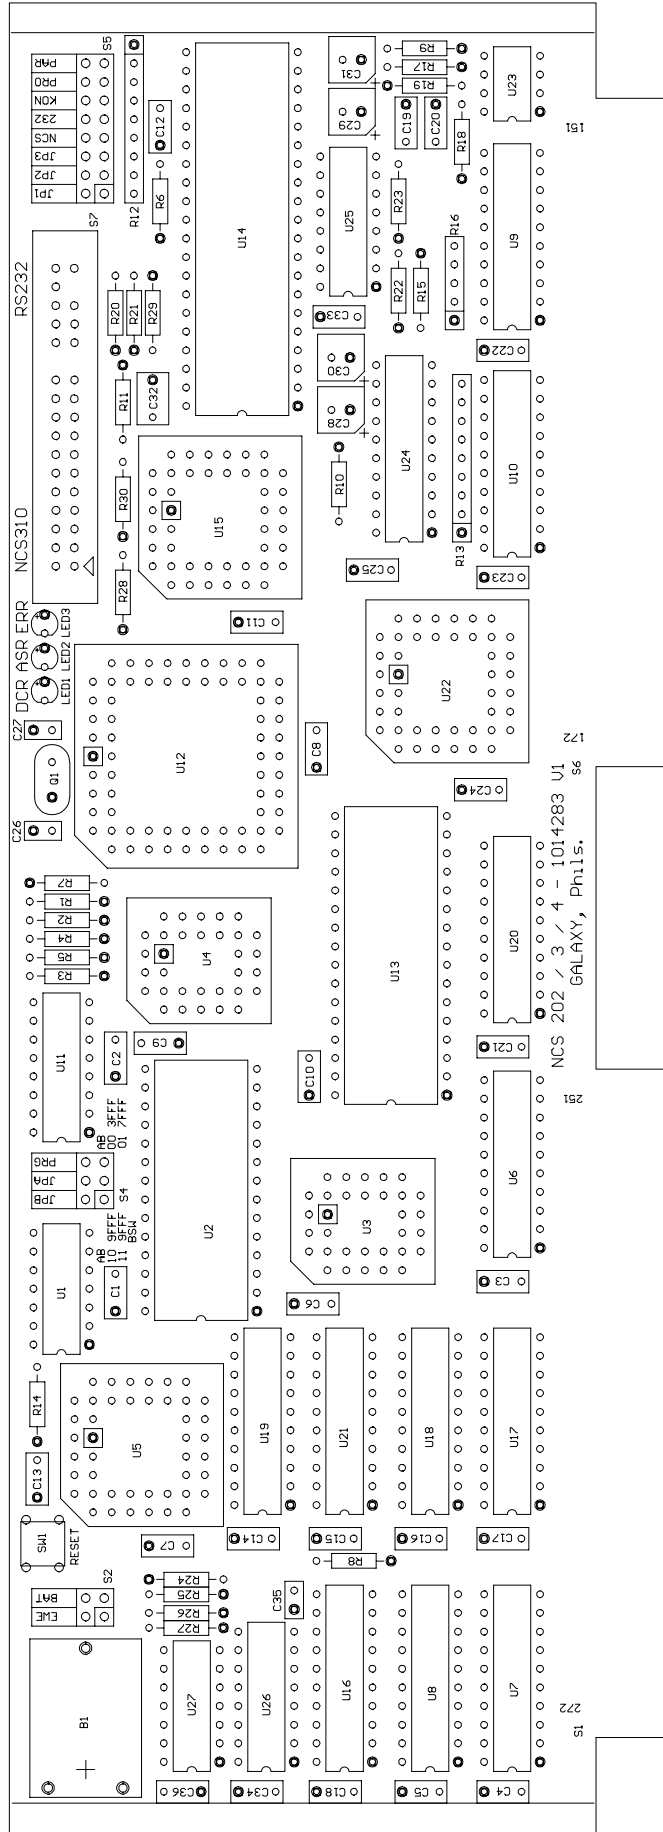 S5
PAR
PRO
KON
232
NCS
JP3
JP2
JP1
R12
C12
R6
U14
C31
C29
R9
R17
R19
C19
C20
R18
U23
151
S7
RS232
NCS310
R20
R21
R29
R11
C32
R30
R28
U25
R23
R22
R15
R16
U9
C33
C22
C30
C28
U24
R10
R13
U10
C25
C23
U15
C11
DCR ASR ERR
LED3
LED2
LED1
C27
Q1
C26
U12
C8
U22
172
S6
C24
R7
R1
R2
R4
R5
R3
U4
U13
U20
NCS 202 / 3 / 4 - 1014283 V1
GALAXY, Phils.
U11
C2
C9
C10
C21
251
PRG
JPA
JPB
S4
AB
00 3FFF
01 7FFF
AB
10 9FFF
11 9FFF
BSW
U2
U3
U6
U1
C1
C6
C3
R14
C13
U5
U19
U21
U18
U17
SW1
RESET
C7
C14
C15
C16
C17
R8
S2
BAT
EWE
R24
R25
R26
R27
C35
B1
U27
U26
U16
U8
U7
272
S1
C36
C34
C18
C5
C4